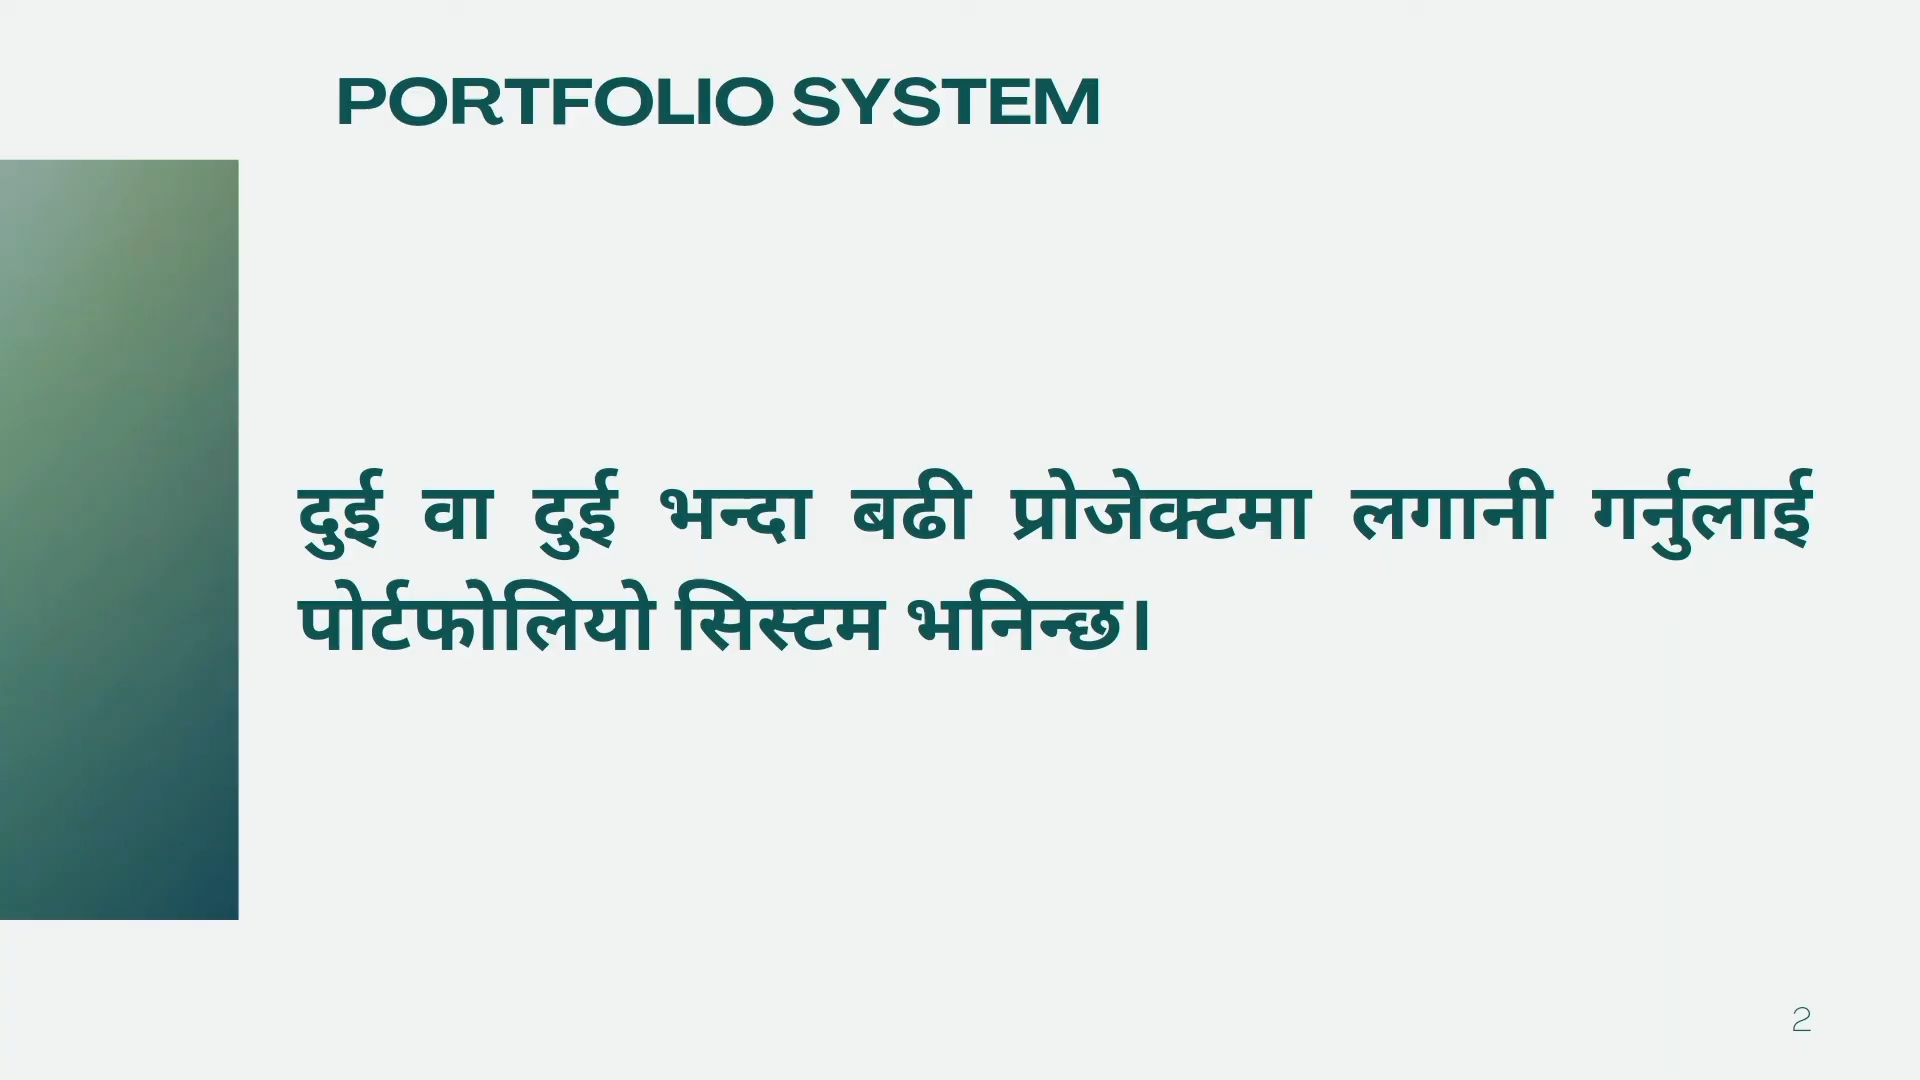 PORTFOLIO SYSTEM
दुई वा दुई भन्दा बढी प्रोजेक्टमा लगानी गर्नुलाई
पोर्टफोलियो सिस्टम भनिन्छ।
2